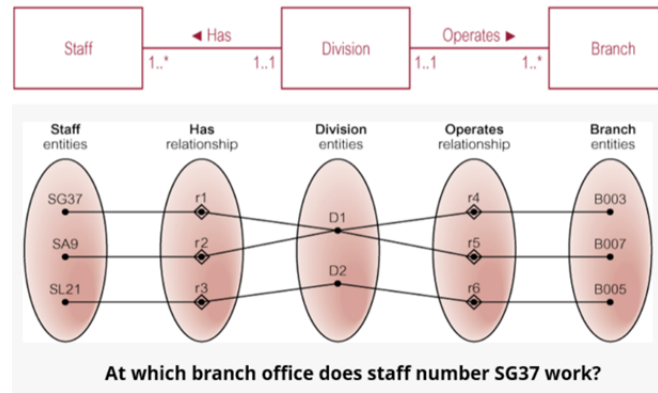 Staff
◄ Has
Division
Operates ►
Branch
1..*
1..1
1..1
1..*
Staff
entities
Has
relationship
Division
entities
Operates
relationship
Branch
entities
SG37
r1
D1
r4
B003
SA9
r2
r5
B007
D2
SL21
r3
r6
B005
At which branch office does staff number SG37 work?